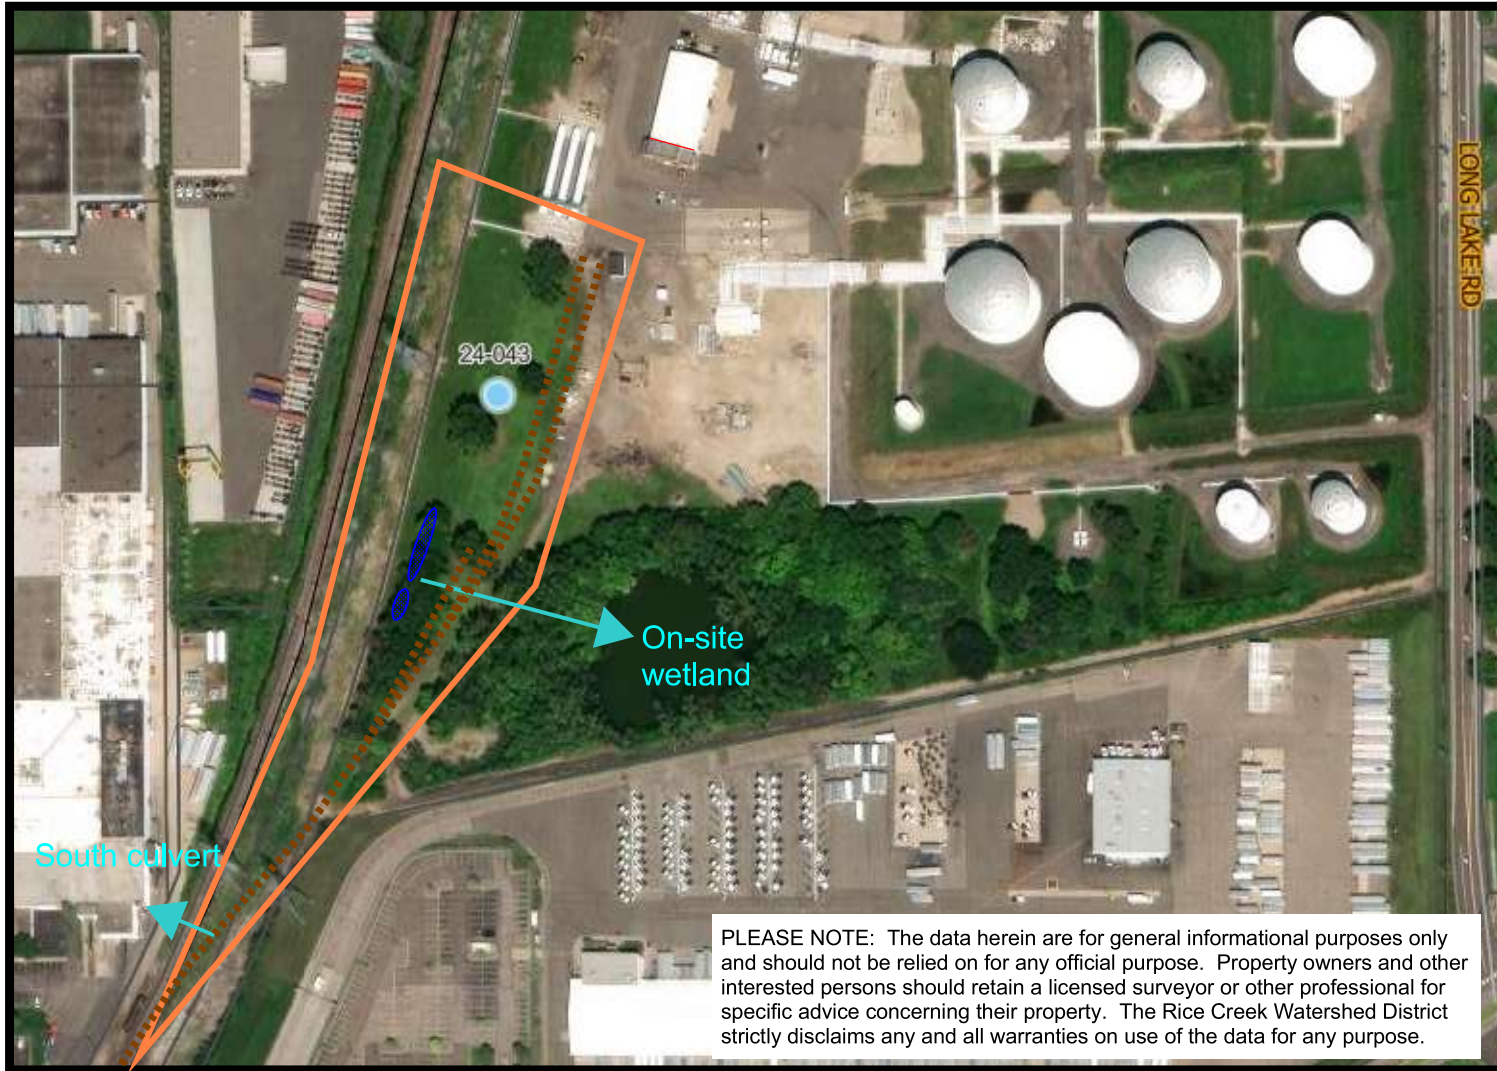 LONG LAKE RD
24-043
On-site
wetland
South culvert
PLEASE NOTE:  The data herein are for general informational purposes only
and should not be relied on for any official purpose.  Property owners and other
interested persons should retain a licensed surveyor or other professional for
specific advice concerning their property.  The Rice Creek Watershed District
strictly disclaims any and all warranties on use of the data for any purpose.